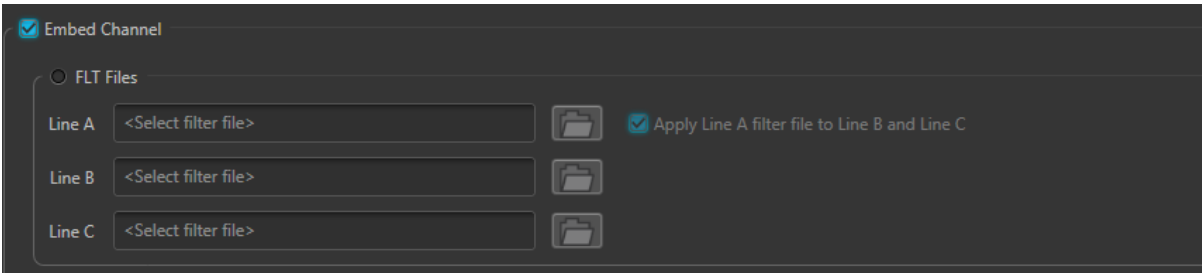 Embed Channel
FLT Files
Line A <Select filter file> Apply Line A filter file to Line B and Line C
Line B <Select filter file>
Line C <Select filter file>